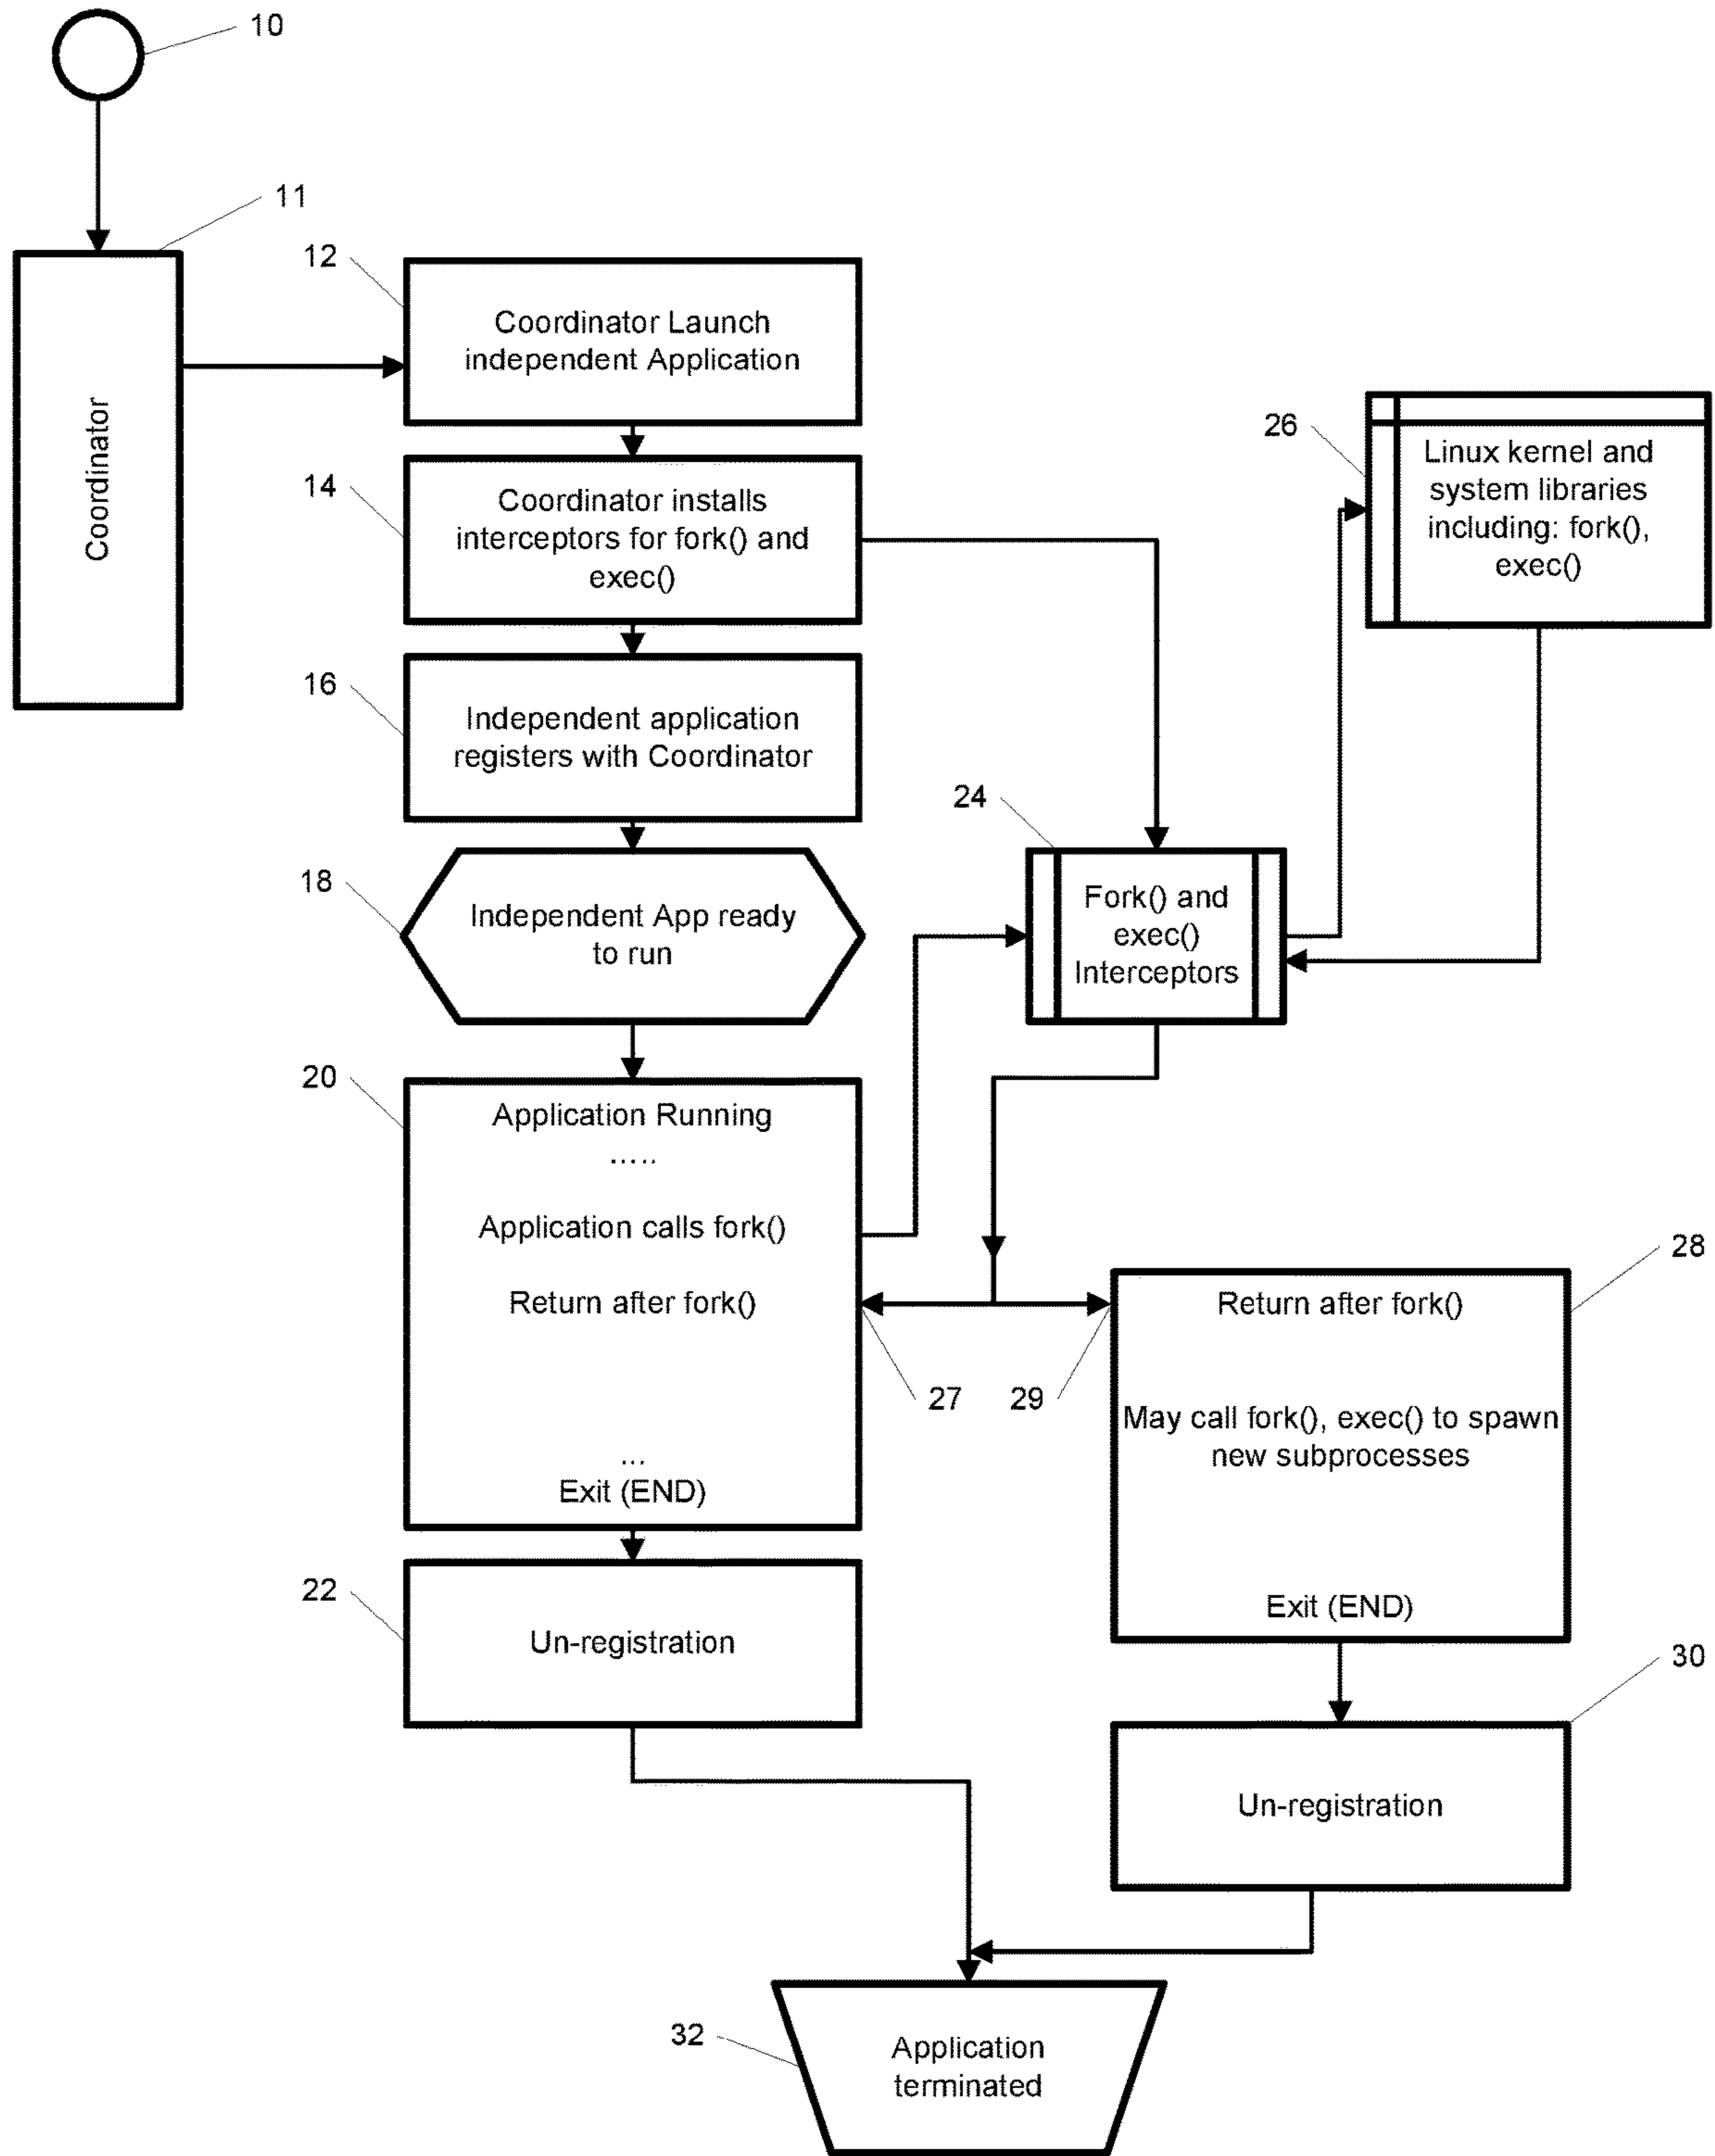 10
11
Coordinator
12
Coordinator Launch
independent Application
14
Coordinator installs
interceptors for fork() and
exec()
26
Linux kernel and
system libraries
including: fork(),
exec()
16
Independent application
registers with Coordinator
24
Fork() and
exec()
Interceptors
18
Independent App ready
to run
20
Application Running
.....
Application calls fork()
Return after fork()
...
Exit (END)
27
29
28
Return after fork()
May call fork(), exec() to spawn
new subprocesses
Exit (END)
22
Un-registration
30
Un-registration
32
Application
terminated